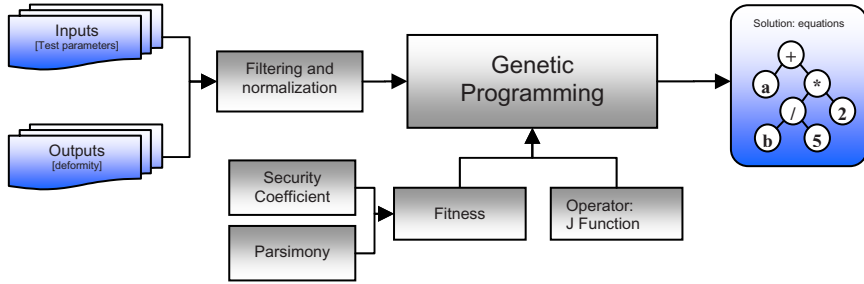 Inputs
[Test parameters]
Outputs
[deformity]
Filtering and
normalization
Genetic
Programming
Security
Coefficient
Parsimony
Fitness
Operator:
J Function
Solution: equations
+
a
*
/
2
b
5